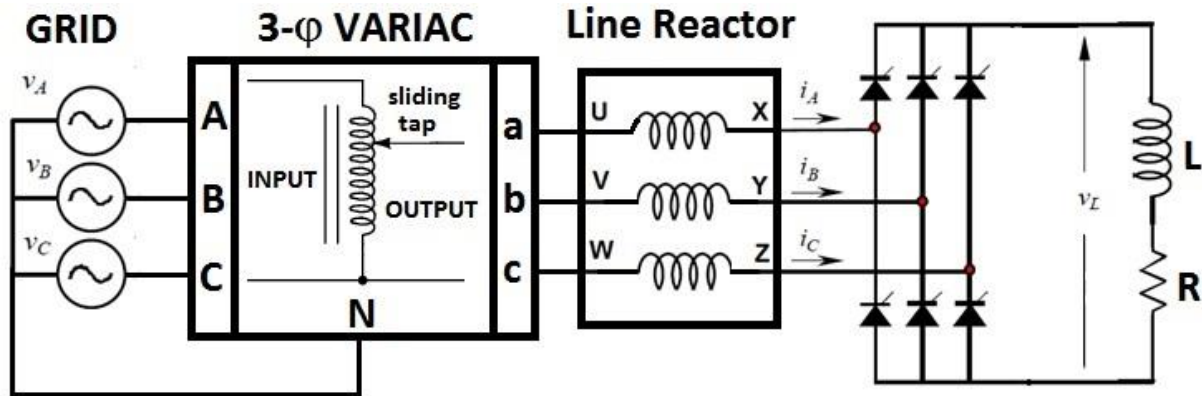 GRID
3-φ VARIAC
Line Reactor
v_A
v_B
v_C
A
B
C
INPUT
sliding
tap
OUTPUT
N
a
b
c
U
V
W
X
Y
Z
i_A
i_B
i_C
v_L
L
R